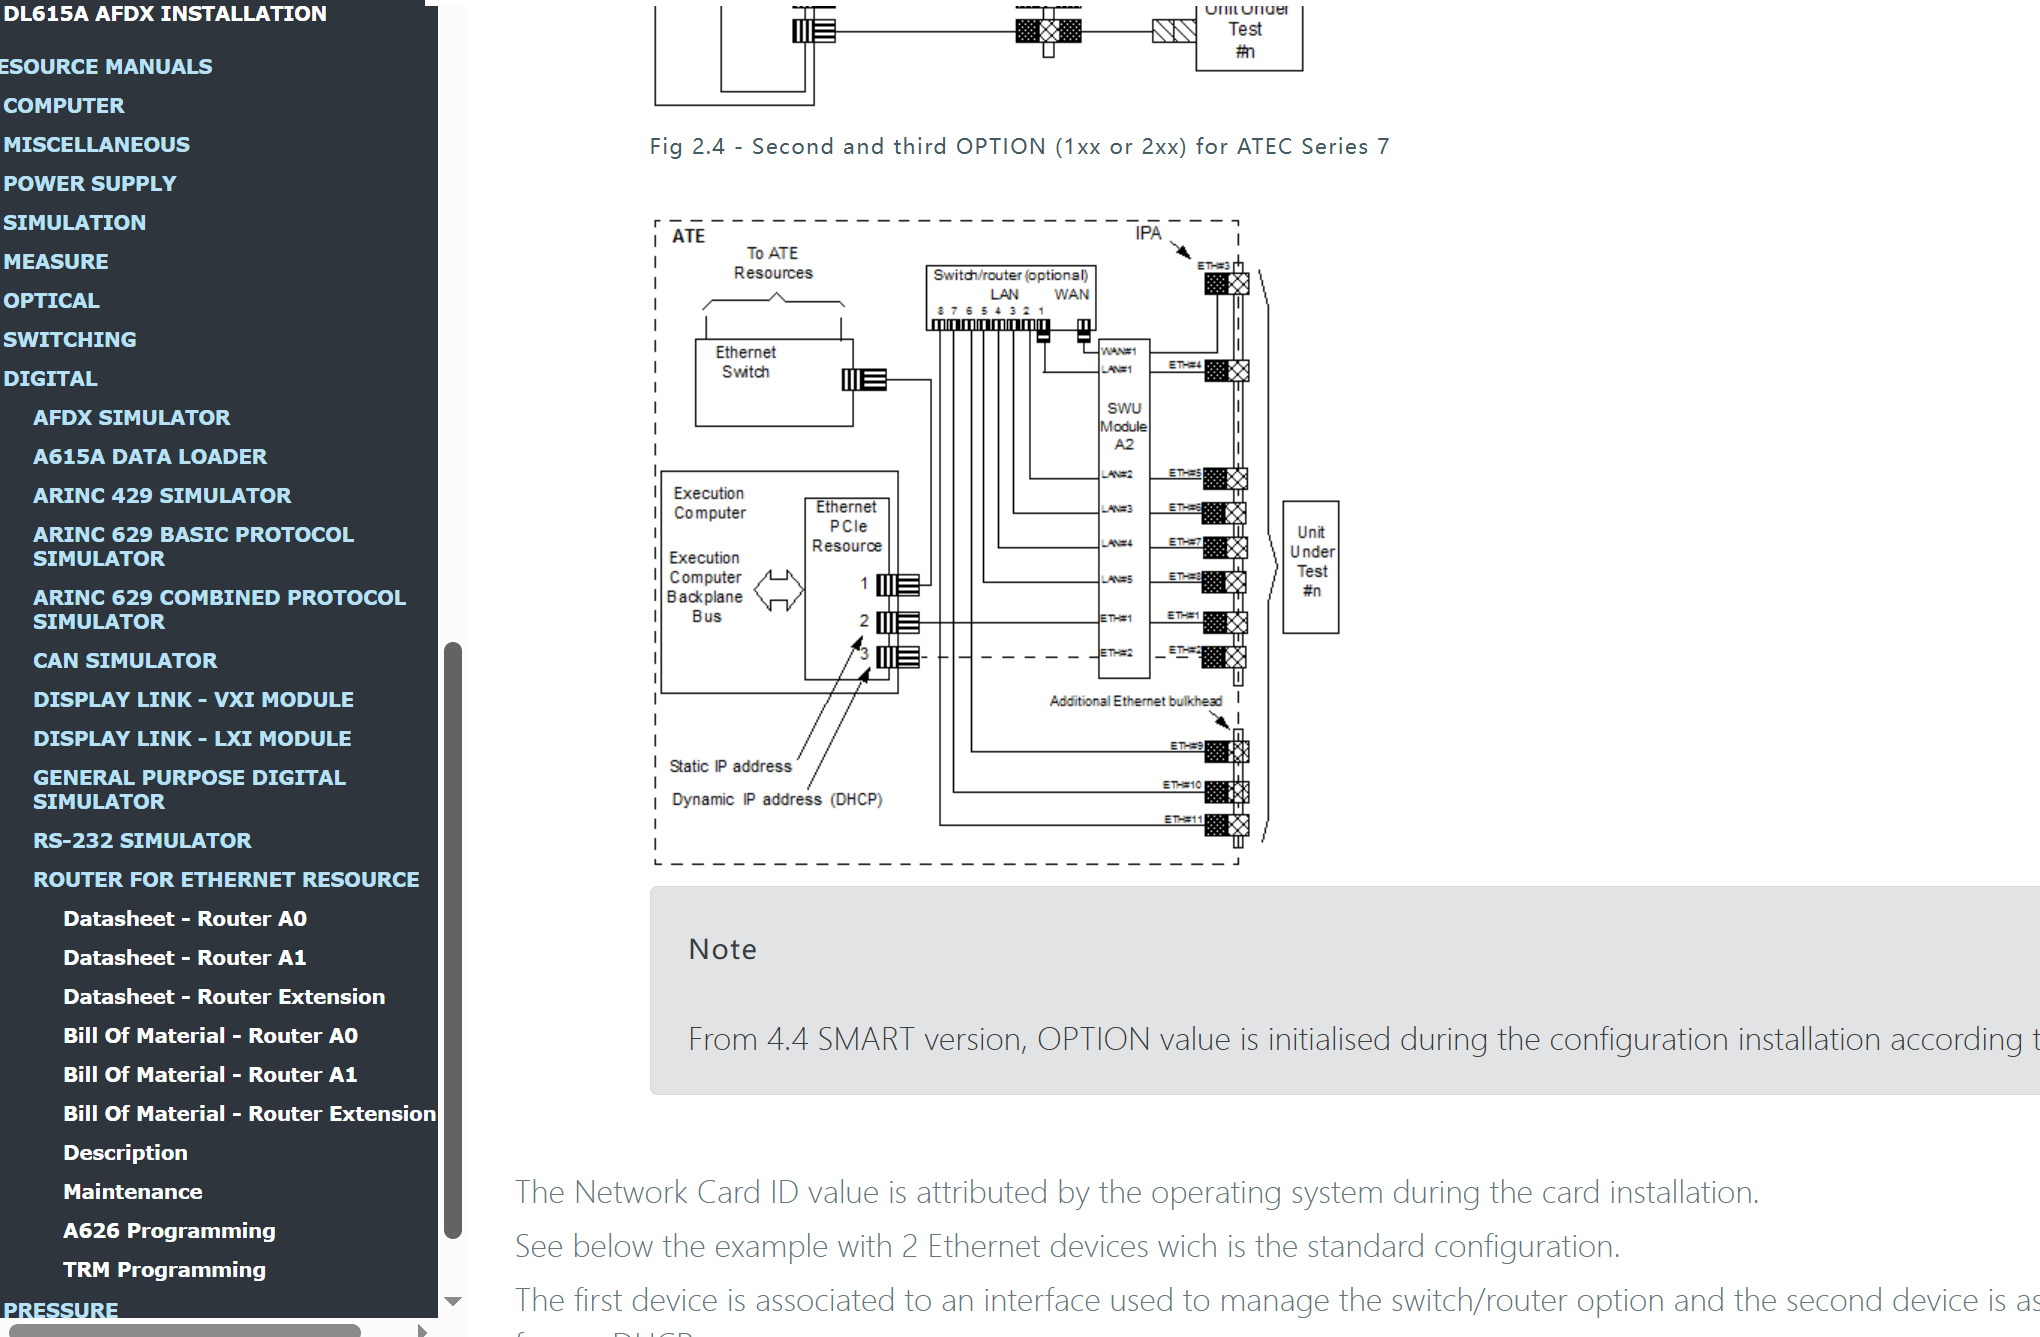 DL615A AFDX INSTALLATION
ESOURCE MANUALS
COMPUTER
MISCELLANEOUS
POWER SUPPLY
SIMULATION
MEASURE
OPTICAL
SWITCHING
DIGITAL
AFDX SIMULATOR
A615A DATA LOADER
ARINC 429 SIMULATOR
ARINC 629 BASIC PROTOCOL
SIMULATOR
ARINC 629 COMBINED PROTOCOL
SIMULATOR
CAN SIMULATOR
DISPLAY LINK - VXI MODULE
DISPLAY LINK - LXI MODULE
GENERAL PURPOSE DIGITAL
SIMULATOR
RS-232 SIMULATOR
ROUTER FOR ETHERNET RESOURCE
Datasheet - Router A0
Datasheet - Router A1
Datasheet - Router Extension
Bill Of Material - Router A0
Bill Of Material - Router A1
Bill Of Material - Router Extension
Description
Maintenance
A626 Programming
TRM Programming
PRESSURE
Unit Under
Test
#n
Fig 2.4 - Second and third OPTION (1xx or 2xx) for ATEC Series 7
ATE
To ATE
Resources
IPA
Switch/router (optional)
LAN WAN
8 7 6 5 4 3 2 1
Ethernet
Switch
ETH#3
WAN#1
LAN#1
ETH#4
SWU
Module
A2
LAN#2
ETH#5
LAN#3
ETH#6
LAN#4
ETH#7
LAN#5
ETH#8
ETH#1
ETH#1
ETH#2
ETH#2
Execution
Computer
Execution
Computer
Backplane
Bus
Ethernet
PCIe
Resource
1
2
3
Unit
Under
Test
#n
Additional Ethernet bulkhead
ETH#9
ETH#10
ETH#11
Static IP address
Dynamic IP address (DHCP)
Note
From 4.4 SMART version, OPTION value is initialised during the configuration installation according
The Network Card ID value is attributed by the operating system during the card installation.
See below the example with 2 Ethernet devices wich is the standard configuration.
The first device is associated to an interface used to manage the switch/router option and the second device is as